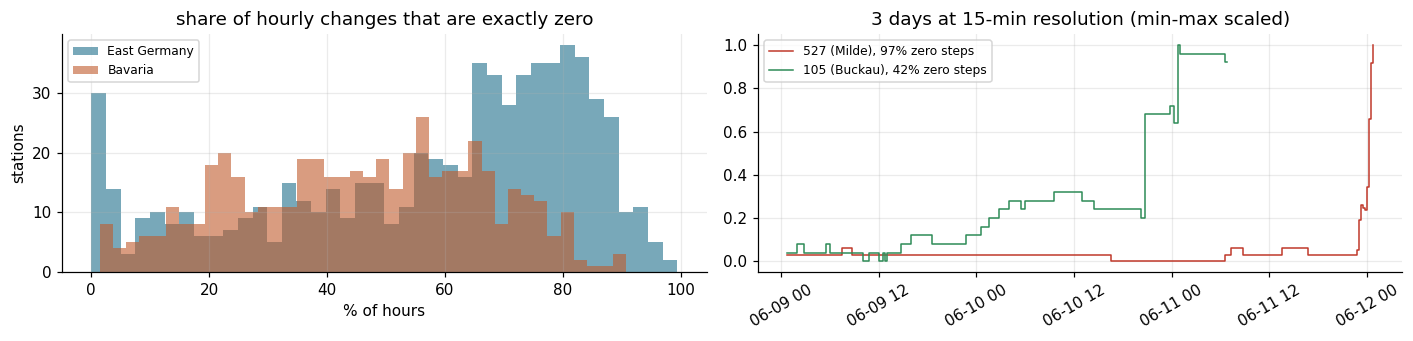 share of hourly changes that are exactly zero
East Germany
Bavaria
stations
30
20
10
0
0 20 40 60 80 100
% of hours
3 days at 15-min resolution (min-max scaled)
527 (Milde), 97% zero steps
105 (Buckau), 42% zero steps
1.0
0.8
0.6
0.4
0.2
0.0
06-09 00 06-09 12 06-10 00 06-10 12 06-11 00 06-11 12 06-12 00